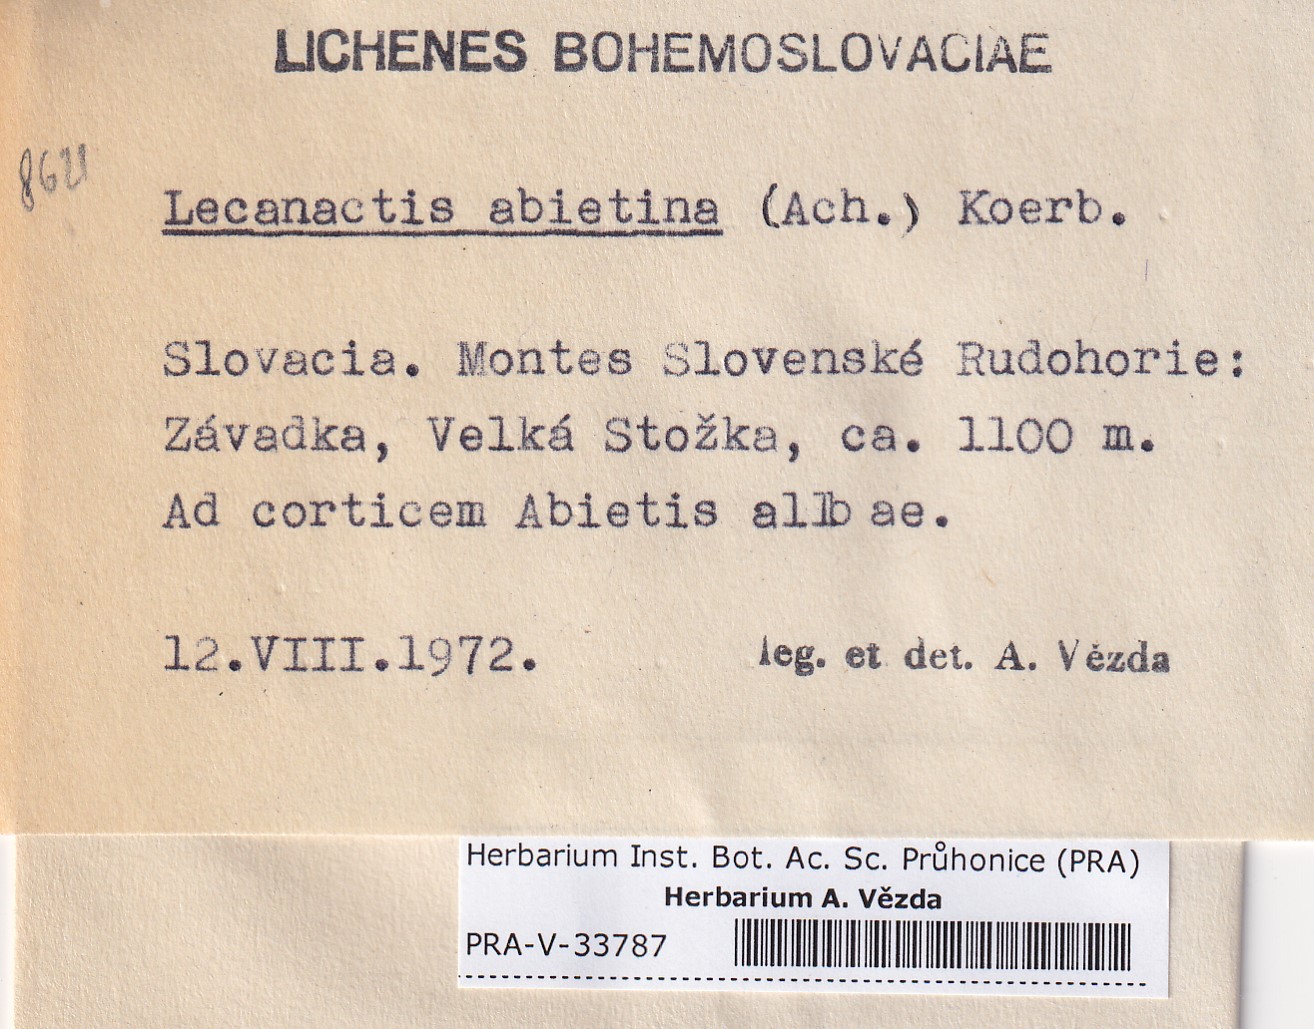 LICHENES BOHEMOSLOVACIAE
8621
Lecanactis abietina (Ach.) Koerb.
Slovacia. Montes Slovenské Rudohorie:
Závadka, Velká Stožka, ca. 1100 m.
Ad corticem Abietis albae.
12.VIII.1972.
leg. et det. A. Vězda
Herbarium Inst. Bot. Ac. Sc. Průhonice (PRA)
Herbarium A. Vězda
PRA-V-33787